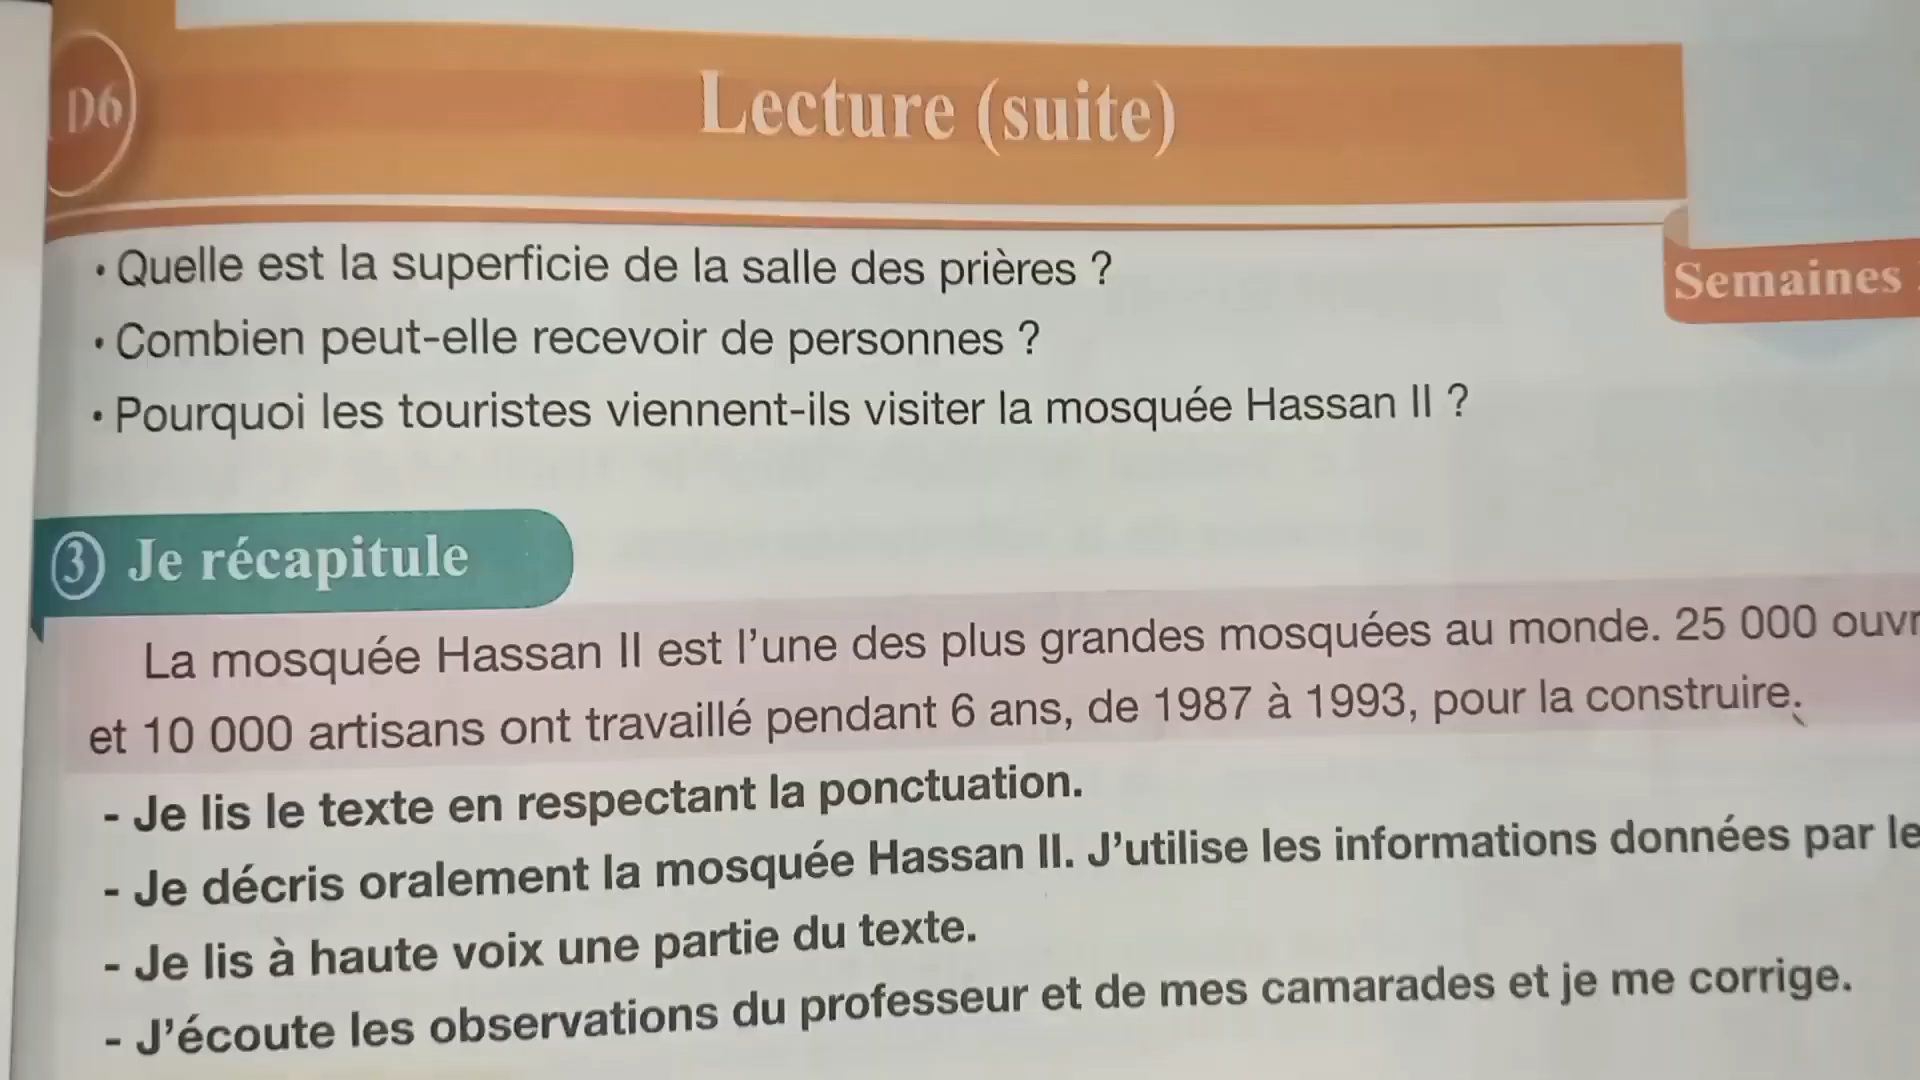 D6
Lecture (suite)
Semaines
• Quelle est la superficie de la salle des prières ?
• Combien peut-elle recevoir de personnes ?
• Pourquoi les touristes viennent-ils visiter la mosquée Hassan II ?
3 Je récapitule
La mosquée Hassan II est l'une des plus grandes mosquées au monde. 25 000 ouvr
et 10 000 artisans ont travaillé pendant 6 ans, de 1987 à 1993, pour la construire.
- Je lis le texte en respectant la ponctuation.
- Je décris oralement la mosquée Hassan II. J'utilise les informations données par le
- Je lis à haute voix une partie du texte.
- J'écoute les observations du professeur et de mes camarades et je me corrige.